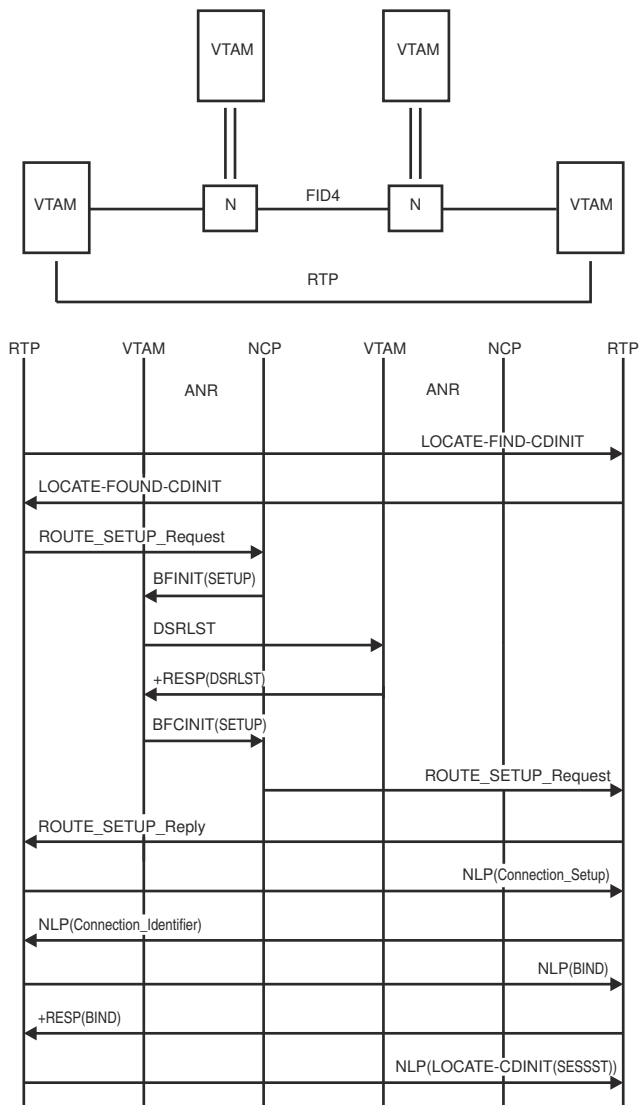 VTAM VTAM
VTAM N FID4 N VTAM
RTP
RTP VTAM NCP VTAM NCP RTP
ANR ANR
LOCATE-FIND-CDINIT
LOCATE-FOUND-CDINIT
ROUTE_SETUP_Request
BFINIT(SETUP)
DSRLST
+RESP(DSRLST)
BFCINIT(SETUP)
ROUTE_SETUP_Request
ROUTE_SETUP_Reply
NLP(Connection_Setup)
NLP(Connection_Identifier)
NLP(BIND)
+RESP(BIND)
NLP(LOCATE-CDINIT(SESSST))